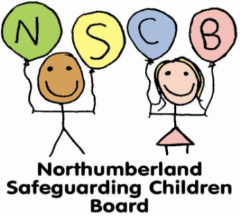 N S C B
Northumberland
Safeguarding Children
Board